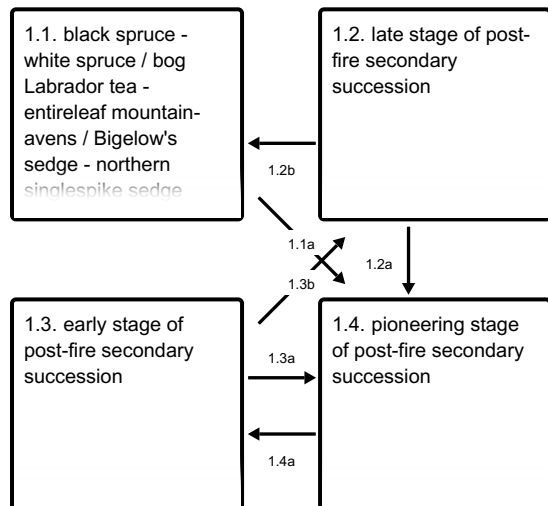 1.1. black spruce -
white spruce / bog
Labrador tea -
entireleaf mountain-
avens / Bigelow's
sedge - northern
singlespike sedge
1.2. late stage of post-
fire secondary
succession
1.2b
1.1a
1.2a
1.3b
1.3. early stage of
post-fire secondary
succession
1.4. pioneering stage
of post-fire secondary
succession
1.3a
1.4a